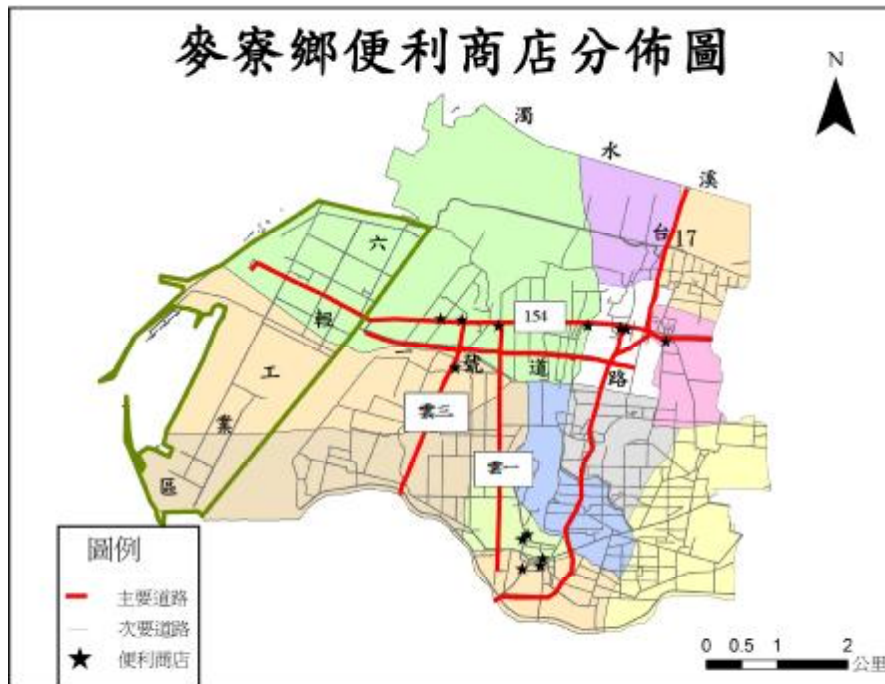 麥寮鄉便利商店分佈圖
N
濁水溪
台17
六輕工業區
154
一號道路
雲三
雲一
圖例
主要道路
次要道路
便利商店
0 0.5 1 2
公里